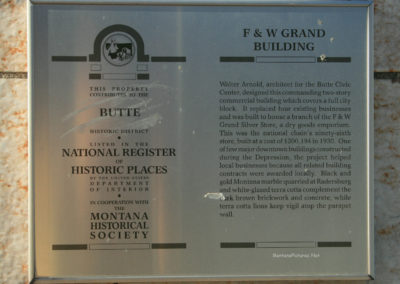 THIS PROPERTY
CONTRIBUTES TO THE
BUTTE
HISTORIC DISTRICT
LISTED IN THE
NATIONAL REGISTER
OF
HISTORIC PLACES
BY THE UNITED STATES
DEPARTMENT
OF INTERIOR
IN COOPERATION WITH
THE
MONTANA
HISTORICAL
SOCIETY
F & W GRAND
BUILDING
Walter Arnold, architect for the Butte Civic
Center, designed this commanding two-story
commercial building which covers a full city
block. It replaced four existing businesses
and was built to house a branch of the F & W
Grand Silver Store, a dry goods emporium.
This was the national chain's ninety-sixth
store, built at a cost of $200,194 in 1930. One
of few major downtown buildings constructed
during the Depression, the project helped
local businesses because all related building
contracts were awarded locally. Black and
gold Montana marble quarried at Radersburg
and white-glazed terra cotta complement the
dark brown brickwork and concrete, while
terra cotta lions keep vigil atop the parapet
wall.
MontanaPictures.Net